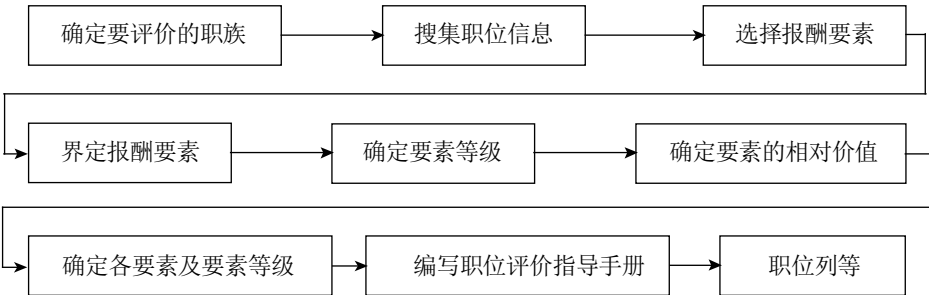 确定要评价的职族
搜集职位信息
选择报酬要素
界定报酬要素
确定要素等级
确定要素的相对价值
确定各要素及要素等级
编写职位评价指导手册
职位列等